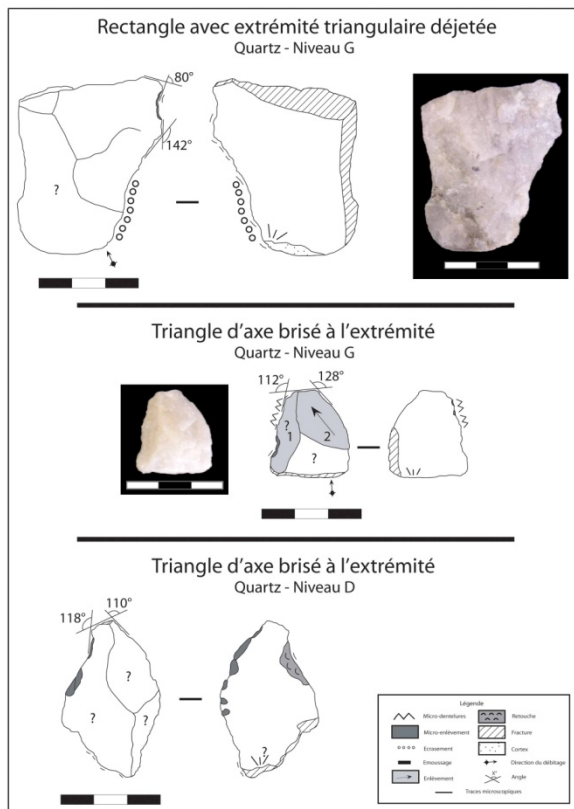 Rectangle avec extrémité triangulaire déjetée
Quartz - Niveau G
80°
142°
?
Triangle d'axe brisé à l'extrémité
Quartz - Niveau G
112°
128°
?
1
2
?
Triangle d'axe brisé à l'extrémité
Quartz - Niveau D
118°
110°
?
?
?
?
Légende
Micro-dentelures
Retouche
Micro-enlèvement
Fracture
Ecrasement
Cortex
Emoussage
Direction du débitage
Enlèvement
X°
Angle
Traces microscopiques